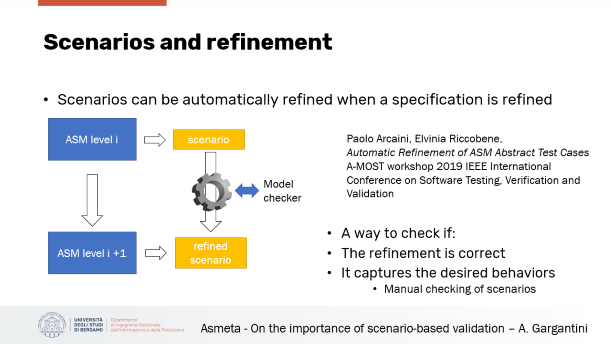 Scenarios and refinement
• Scenarios can be automatically refined when a specification is refined
ASM level i
scenario
Model
checker
ASM level i +1
refined
scenario
Paolo Arcaini, Elvinia Riccobene,
Automatic Refinement of ASM Abstract Test Cases
A-MOST workshop 2019 IEEE International
Conference on Software Testing, Verification and
Validation
• A way to check if:
• The refinement is correct
• It captures the desired behaviors
• Manual checking of scenarios
UNIVERSITÀ
DEGLI STUDI
DI BERGAMO
Dipartimento
di Ingegneria Gestionale,
dell'Informazione e della Produzione
Asmeta - On the importance of scenario-based validation – A. Gargantini